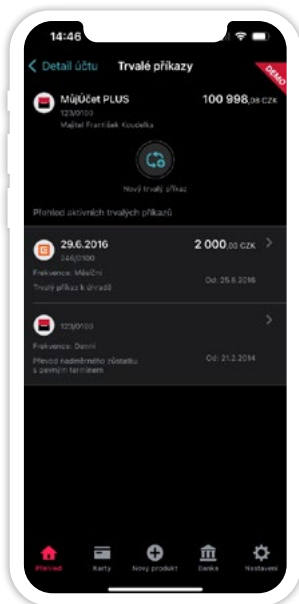 14:46
Detail účtu Trvalé příkazy
DEMO
MůjÚčet PLUS 100 998,08 CZK
123/0100
Majitel František Koudelka
Nový trvalý příkaz
Přehled aktivních trvalých příkazů
29.6.2016 2 000,00 CZK
246/0100
Frekvence: Měsíční
Trvalý příkaz k úhradě Od: 25.6.2016
123/0100
Frekvence: Denní
Převod nadměrného zůstatku Od: 21.2.2014
s pevným termínem
Přehled Karty Nový produkt Banka Nastavení